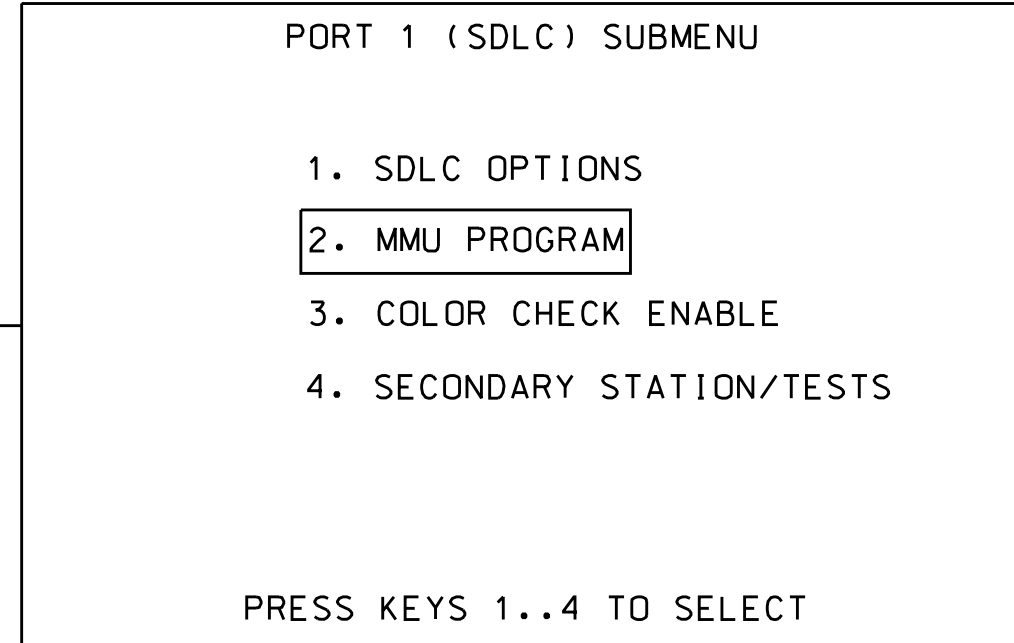 PORT 1 (SDLC) SUBMENU
1. SDLC OPTIONS
2. MMU PROGRAM
3. COLOR CHECK ENABLE
4. SECONDARY STATION/TESTS
PRESS KEYS 1..4 TO SELECT